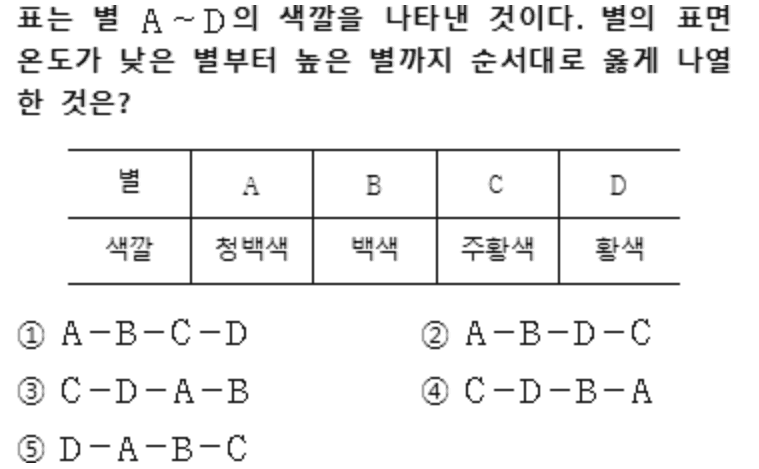 표는 별 A~D의 색깔을 나타낸 것이다. 별의 표면
온도가 낮은 별부터 높은 별까지 순서대로 옳게 나열
한 것은?
별 A B C D
색깔 청백색 백색 주황색 황색
① A-B-C-D ② A-B-D-C
③ C-D-A-B ④ C-D-B-A
⑤ D-A-B-C